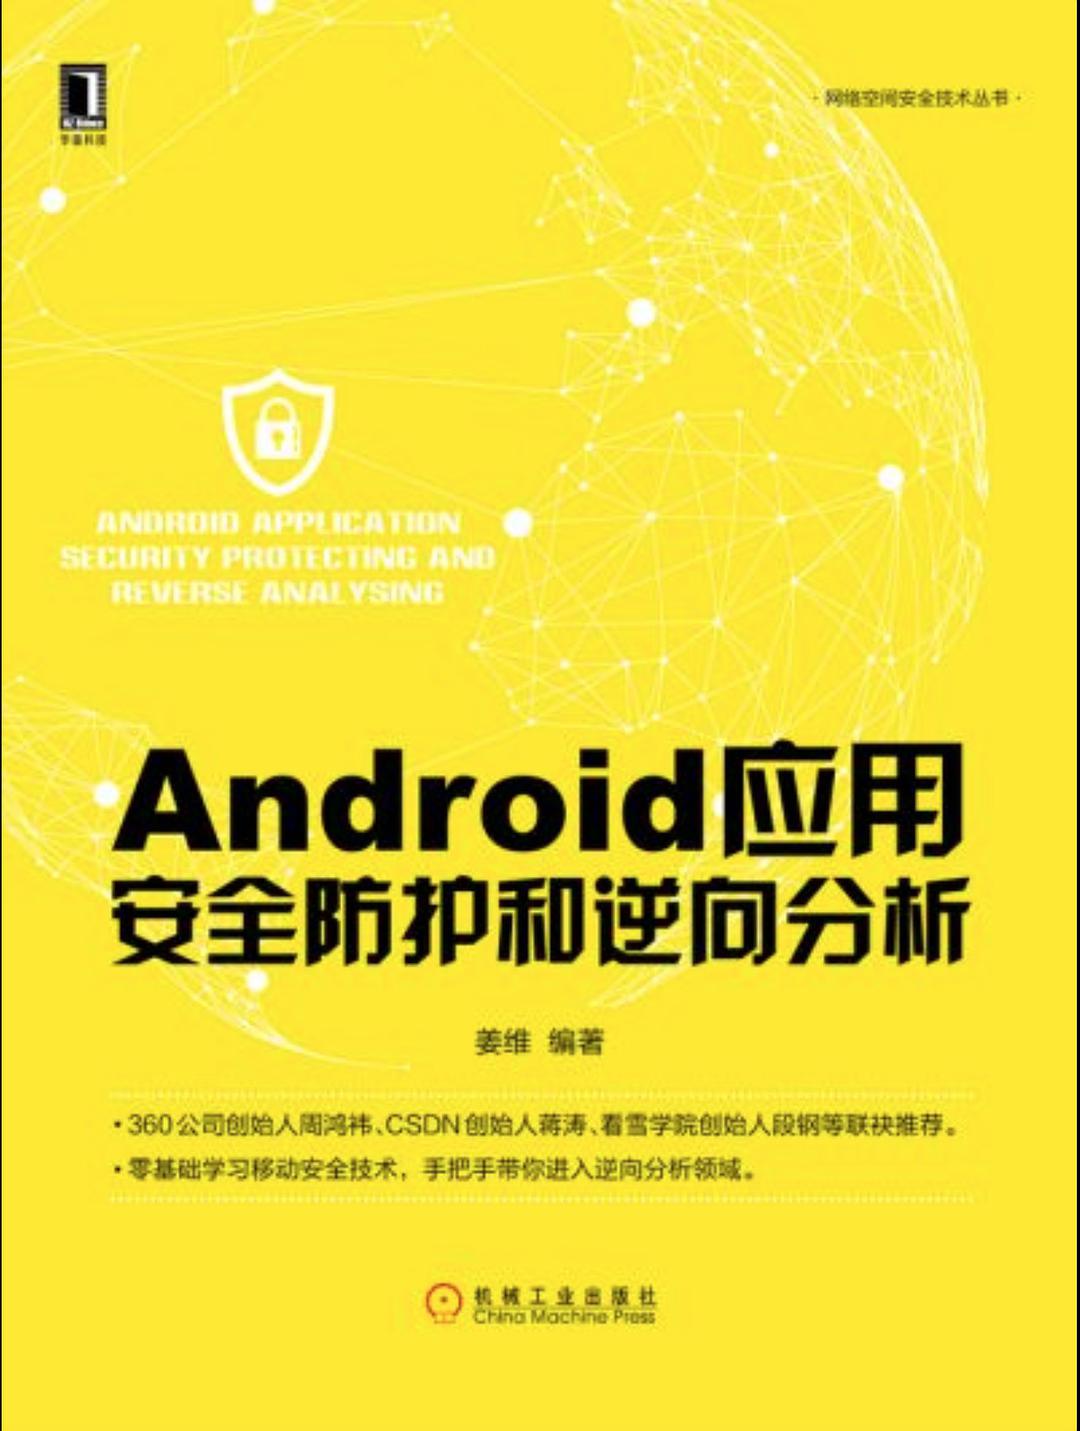 · 网络空间安全技术丛书 ·
华章科技
ANDROID APPLICATION
SECURITY PROTECTING AND
REVERSE ANALYSING
Android应用
安全防护和逆向分析
姜维 编著
· 360公司创始人周鸿祎、CSDN创始人蒋涛、看雪学院创始人段钢等联袂推荐。
· 零基础学习移动安全技术，手把手带你进入逆向分析领域。
机械工业出版社
China Machine Press